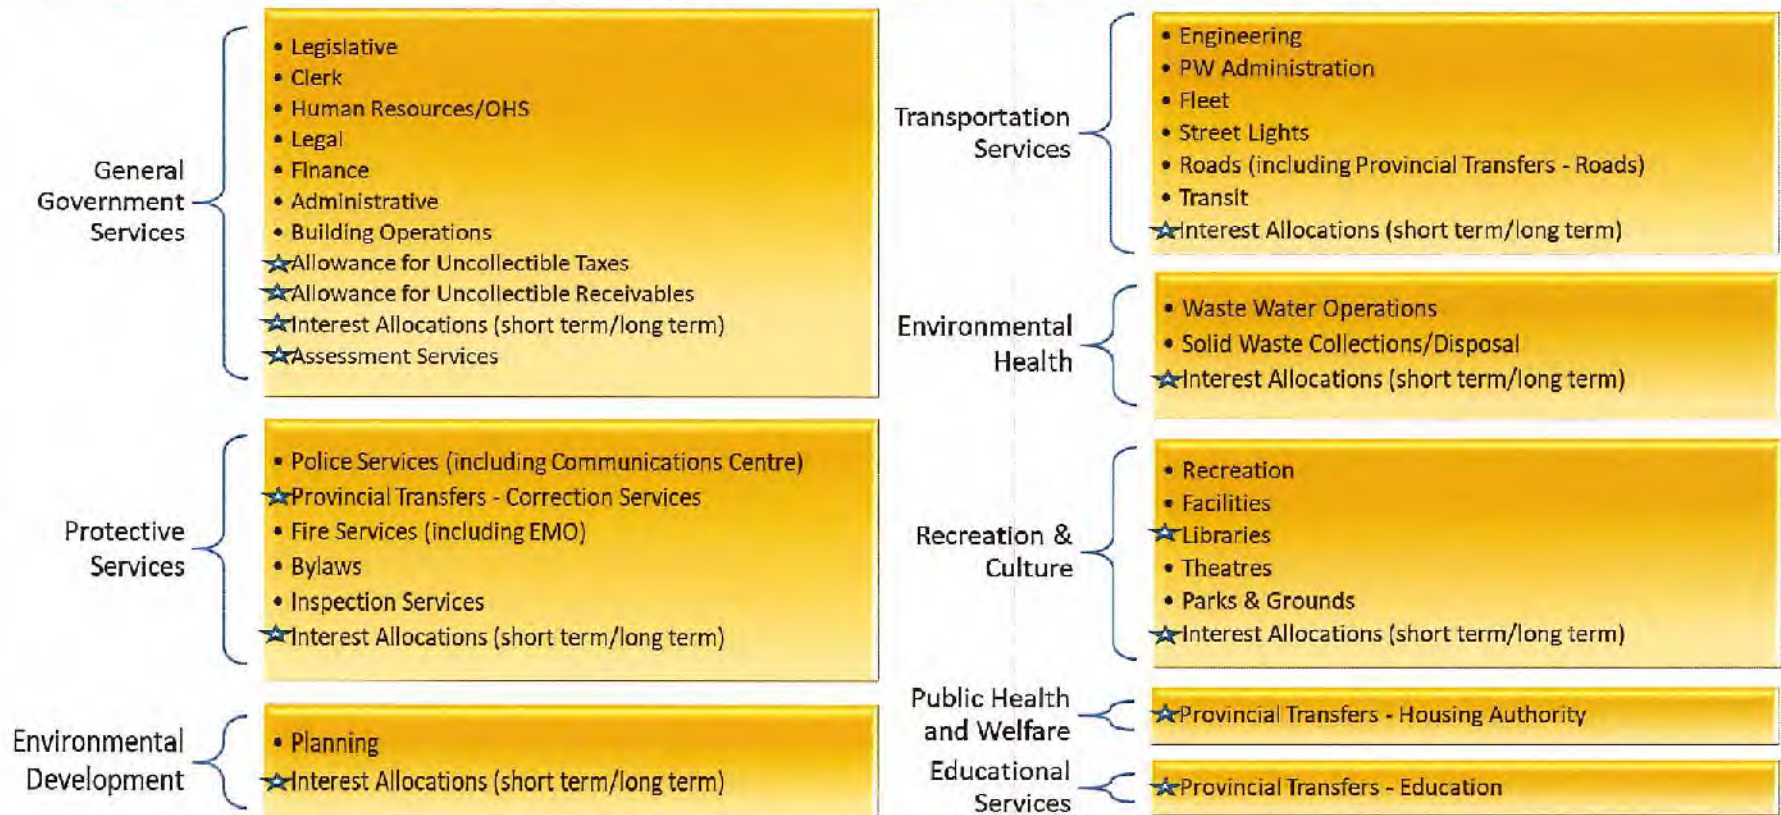 General
Government
Services
• Legislative
• Clerk
• Human Resources/OHS
• Legal
• Finance
• Administrative
• Building Operations
☆Allowance for Uncollectible Taxes
☆Allowance for Uncollectible Receivables
☆Interest Allocations (short term/long term)
☆Assessment Services
Protective
Services
• Police Services (including Communications Centre)
☆Provincial Transfers - Correction Services
• Fire Services (including EMO)
• Bylaws
• Inspection Services
☆Interest Allocations (short term/long term)
Environmental
Development
• Planning
☆Interest Allocations (short term/long term)
Transportation
Services
• Engineering
• PW Administration
• Fleet
• Street Lights
• Roads (including Provincial Transfers - Roads)
• Transit
☆Interest Allocations (short term/long term)
Environmental
Health
• Waste Water Operations
• Solid Waste Collections/Disposal
☆Interest Allocations (short term/long term)
Recreation &
Culture
• Recreation
• Facilities
☆Libraries
• Theatres
• Parks & Grounds
☆Interest Allocations (short term/long term)
Public Health
and Welfare
☆Provincial Transfers - Housing Authority
Educational
Services
☆Provincial Transfers - Education